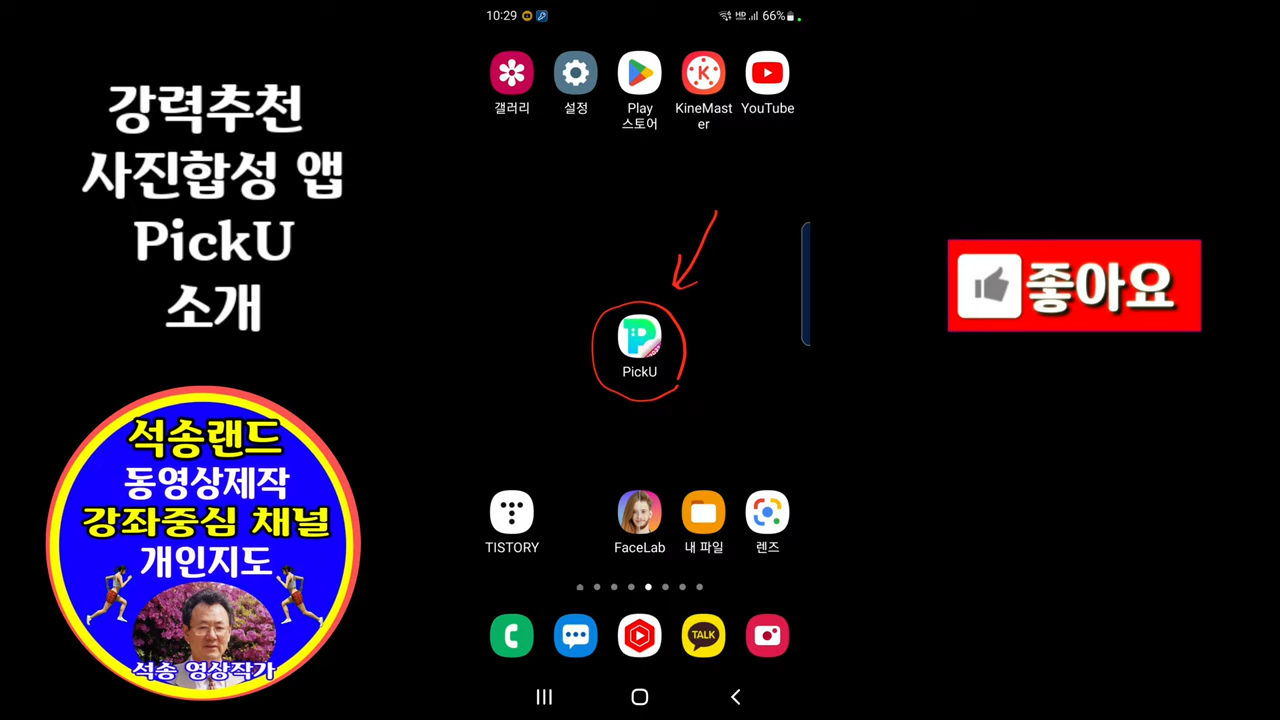 강력추천
사진합성 앱
PickU
소개
석송랜드
동영상제작
강좌중심 채널
개인지도
석송 영상작가
10:29
HD
66%
갤러리
설정
Play
스토어
KineMast
er
YouTube
PickU
TISTORY
FaceLab
내 파일
렌즈
TALK
좋아요